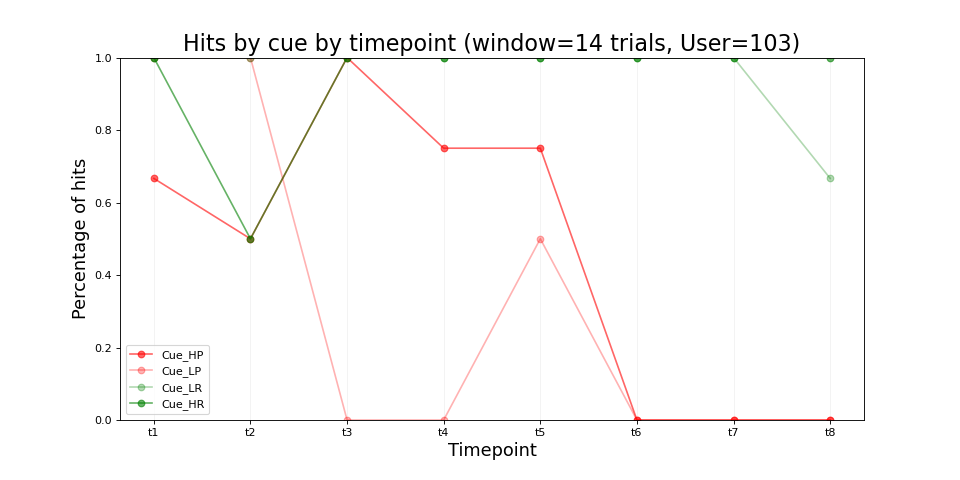 Hits by cue by timepoint (window=14 trials, User=103)
Percentage of hits
1.0
0.8
0.6
0.4
0.2
0.0
Cue_HP
Cue_LP
Cue_LR
Cue_HR
t1 t2 t3 t4 t5 t6 t7 t8
Timepoint